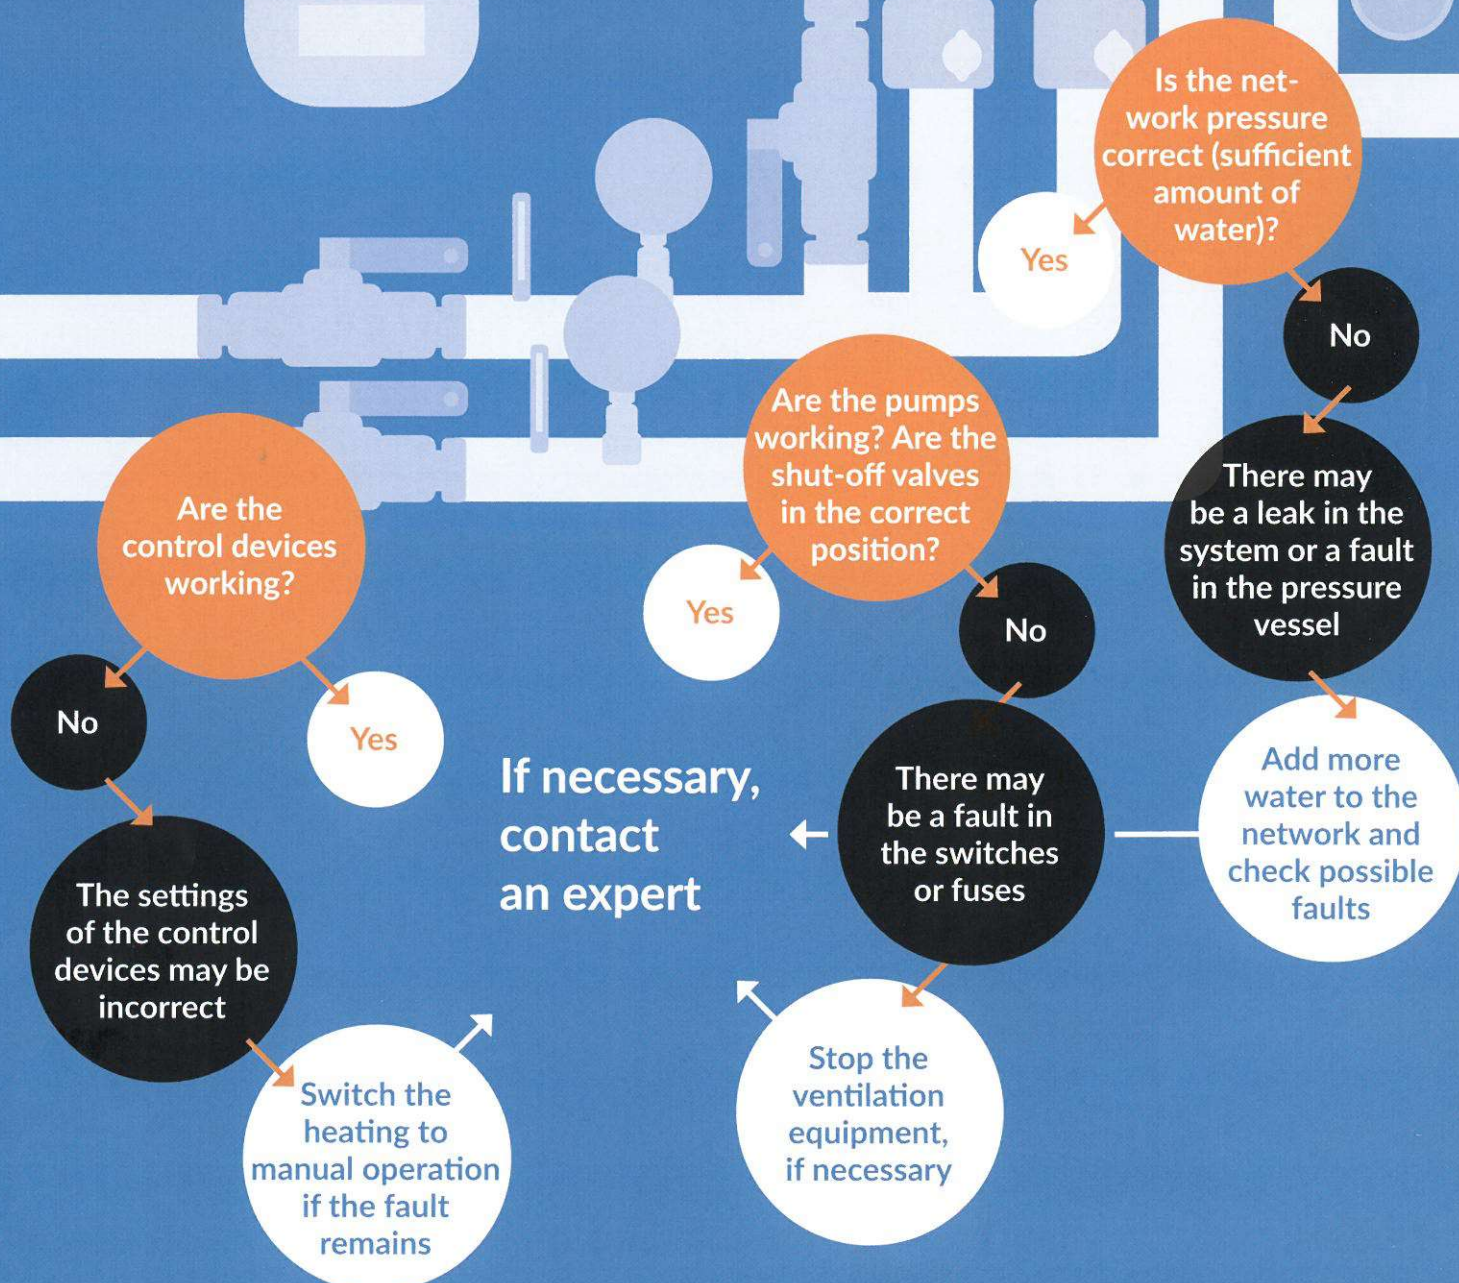 Is the net-
work pressure
correct (sufficient
amount of
water)?
Yes
No
There may
be a leak in the
system or a fault
in the pressure
vessel
Add more
water to the
network and
check possible
faults
Are the pumps
working? Are the
shut-off valves
in the correct
position?
Yes
No
There may
be a fault in
the switches
or fuses
Stop the
ventilation
equipment,
if necessary
Are the
control devices
working?
No
Yes
The settings
of the control
devices may be
incorrect
Switch the
heating to
manual operation
if the fault
remains
If necessary,
contact
an expert